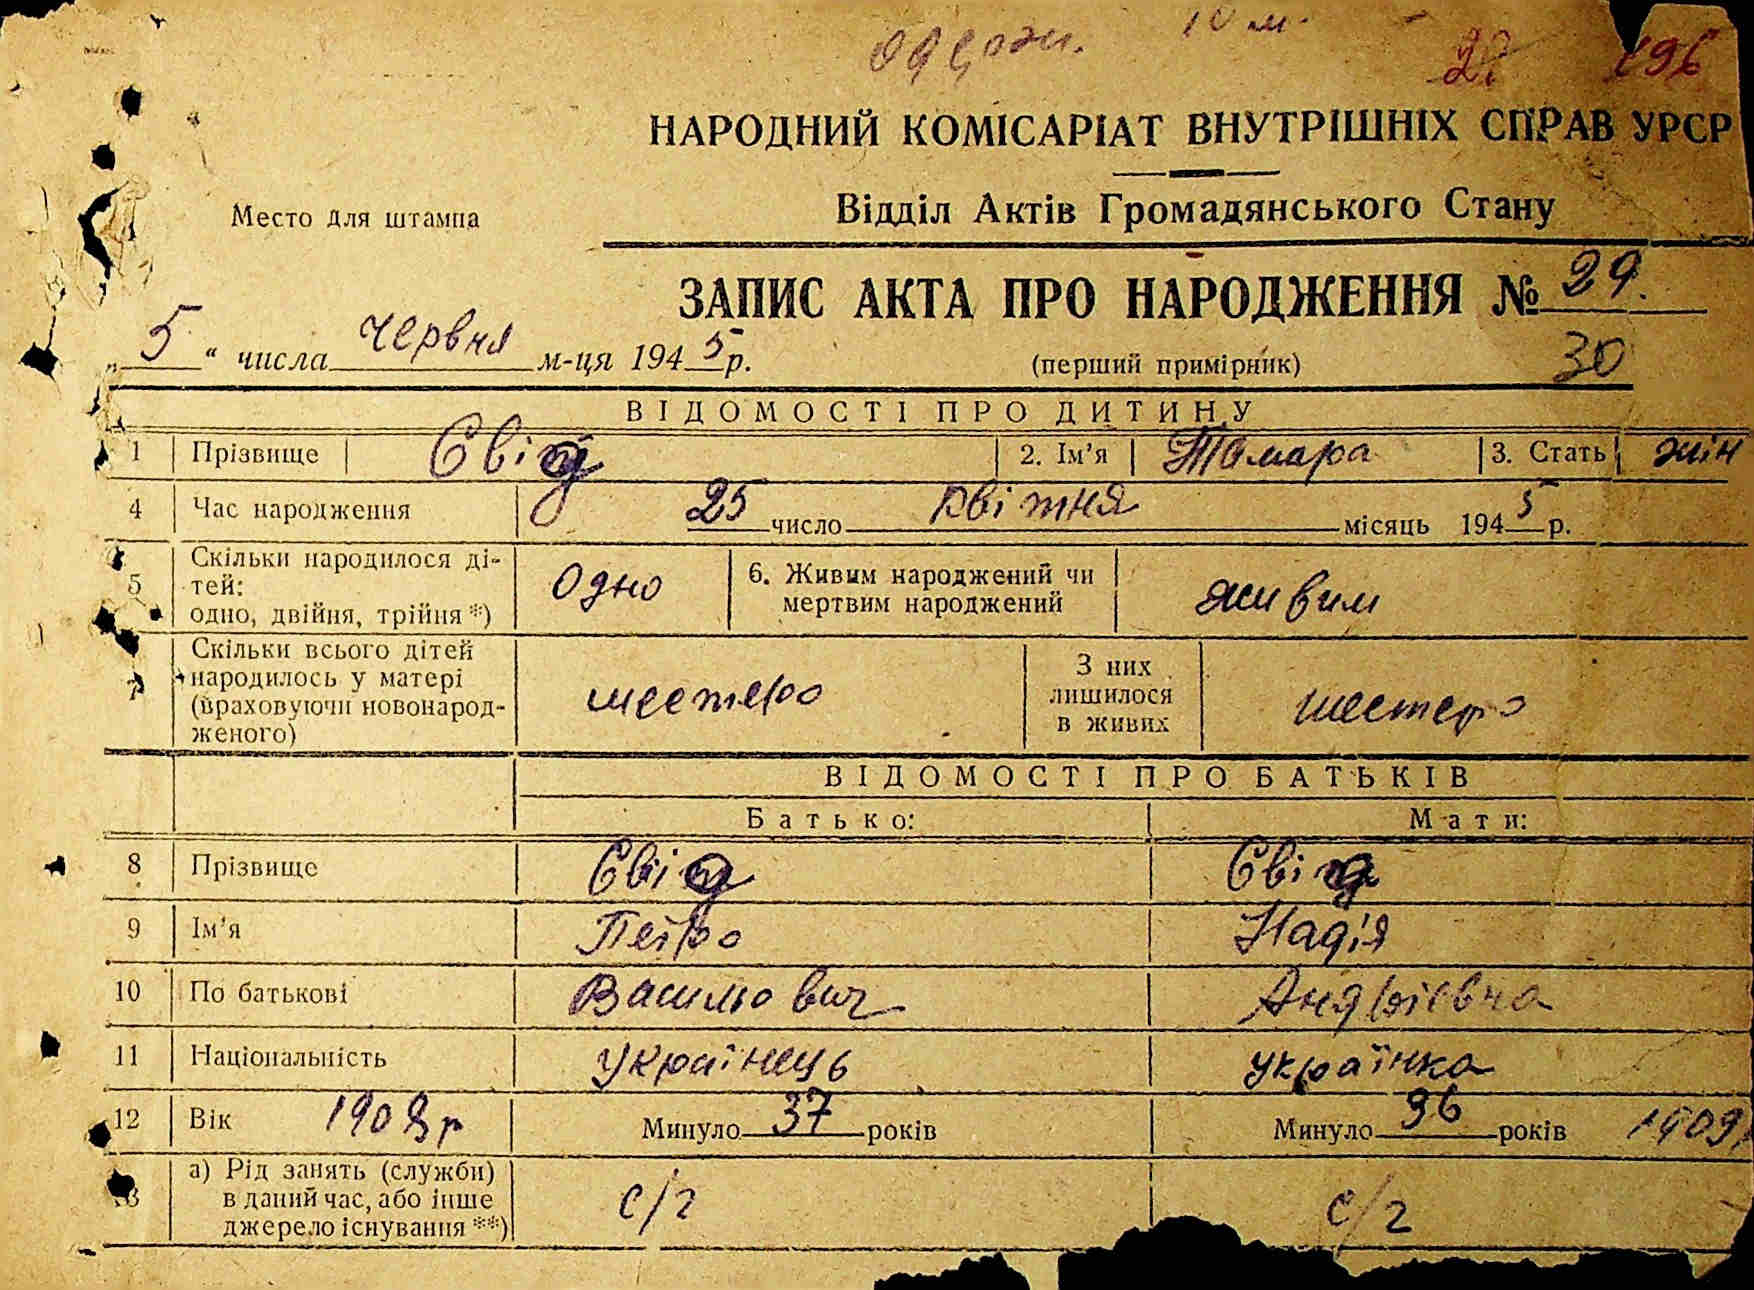 10 м.
28 196
НАРОДНИЙ КОМІСАРІАТ ВНУТРІШНІХ СПРАВ УРСР
Место для штампа
Відділ Актів Громадянського Стану
ЗАПИС АКТА ПРО НАРОДЖЕННЯ № 29.
„5“ числа червня м-ця 1945 р.
(перший примірник) 30
ВІДОМОСТІ ПРО ДИТИНУ
1 Прізвище Свід 2. Ім'я Тамара 3. Стать жін
4 Час народження 25 число квітня місяць 1945 р.
5 Скільки народилося ді-
тей:
одно, двійня, трійня *) Одно
6. Живим народжений чи
мертвим народжений живим
7 Скільки всього дітей
народилось у матері
(враховуючи новонарод-
женого) шестеро
З них
лишилося
в живих шестеро
ВІДОМОСТІ ПРО БАТЬКІВ
Батько: Мати:
8 Прізвище Свід Свід
9 Ім'я Петро Надія
10 По батькові Васильович Андріївна
11 Національність Українець українка
12 Вік 1908 р Минуло 37 років Минуло 36 років 1909
13 а) Рід занять (служби)
в даний час, або інше
джерело існування **) с/г с/г